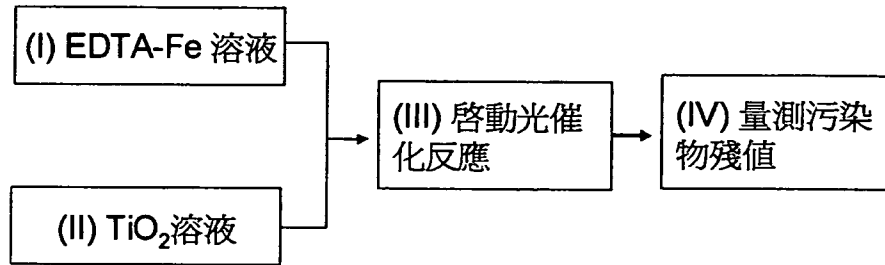 (I) EDTA-Fe 溶液
(II) TiO₂溶液
(III) 啓動光催
化反應
(IV) 量測污染
物殘值